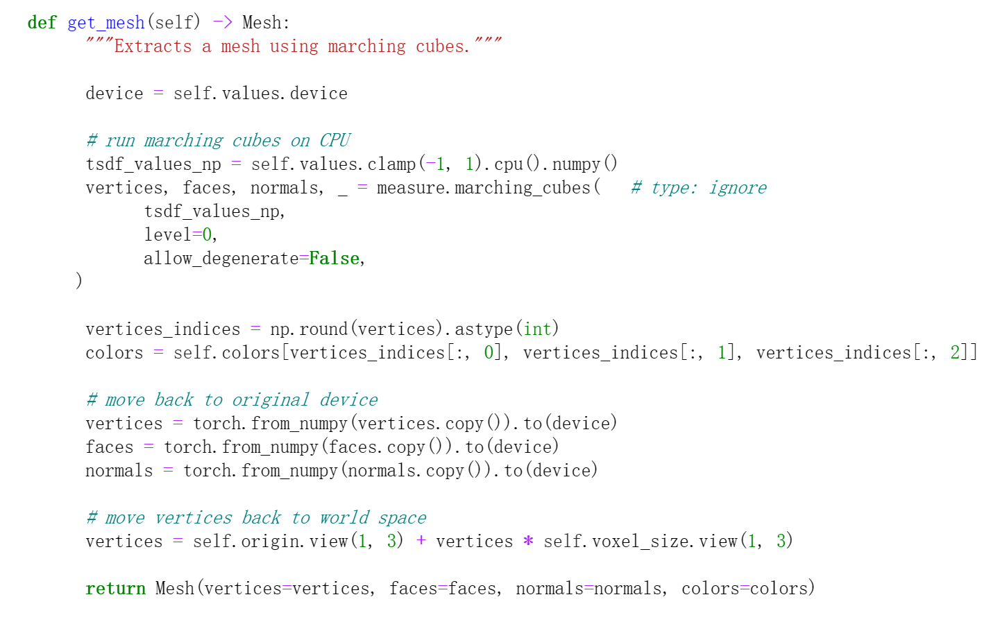 def get_mesh(self) -> Mesh:
"""Extracts a mesh using marching cubes."""
device = self.values.device
# run marching cubes on CPU
tsdf_values_np = self.values.clamp(-1, 1).cpu().numpy()
vertices, faces, normals, _ = measure.marching_cubes(  # type: ignore
tsdf_values_np,
level=0,
allow_degenerate=False,
)
vertices_indices = np.round(vertices).astype(int)
colors = self.colors[vertices_indices[:, 0], vertices_indices[:, 1], vertices_indices[:, 2]]
# move back to original device
vertices = torch.from_numpy(vertices.copy()).to(device)
faces = torch.from_numpy(faces.copy()).to(device)
normals = torch.from_numpy(normals.copy()).to(device)
# move vertices back to world space
vertices = self.origin.view(1, 3) + vertices * self.voxel_size.view(1, 3)
return Mesh(vertices=vertices, faces=faces, normals=normals, colors=colors)